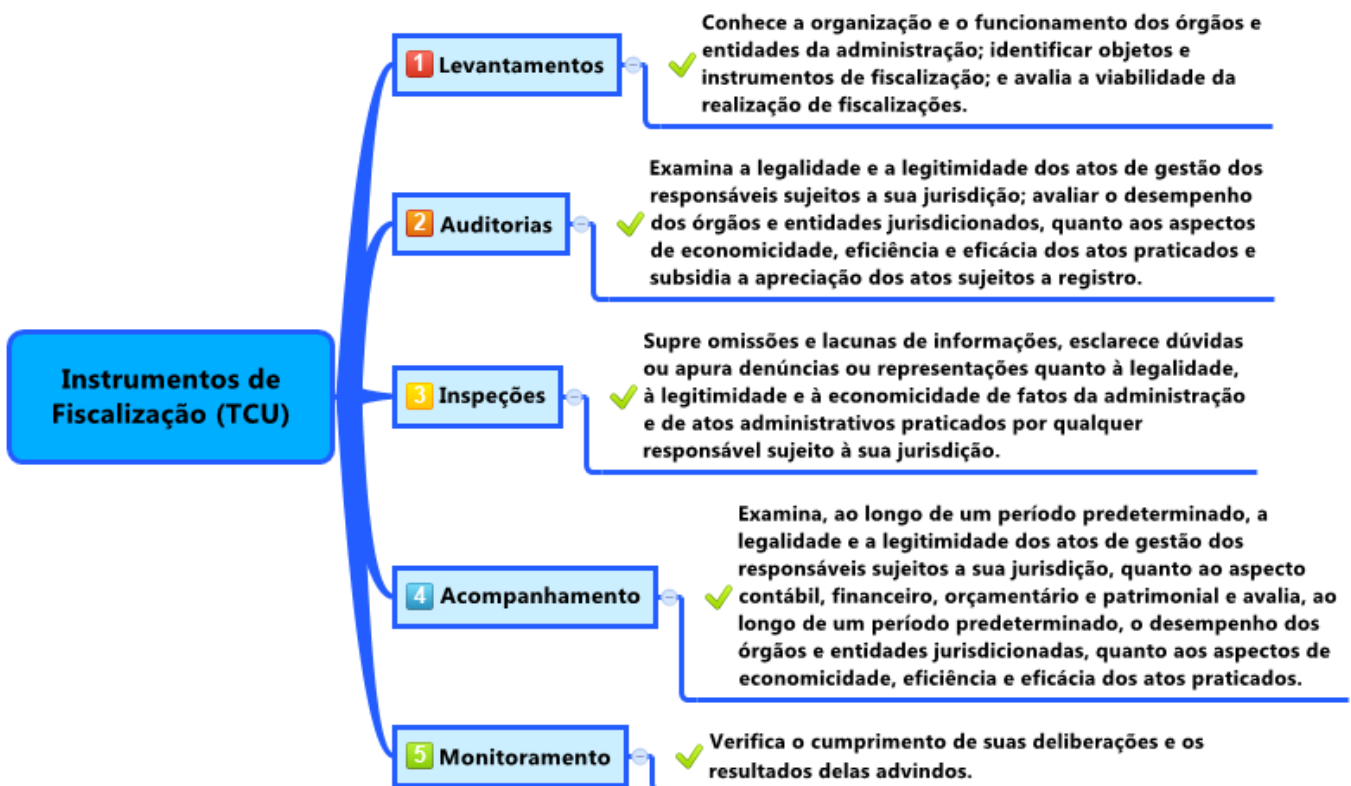 Instrumentos de
Fiscalização (TCU)
1 Levantamentos
Conhece a organização e o funcionamento dos órgãos e
entidades da administração; identificar objetos e
instrumentos de fiscalização; e avalia a viabilidade da
realização de fiscalizações.
2 Auditorias
Examina a legalidade e a legitimidade dos atos de gestão dos
responsáveis sujeitos a sua jurisdição; avaliar o desempenho
dos órgãos e entidades jurisdicionados, quanto aos aspectos
de economicidade, eficiência e eficácia dos atos praticados e
subsidia a apreciação dos atos sujeitos a registro.
3 Inspeções
Supre omissões e lacunas de informações, esclarece dúvidas
ou apura denúncias ou representações quanto à legalidade,
à legitimidade e à economicidade de fatos da administração
e de atos administrativos praticados por qualquer
responsável sujeito à sua jurisdição.
4 Acompanhamento
Examina, ao longo de um período predeterminado, a
legalidade e a legitimidade dos atos de gestão dos
responsáveis sujeitos a sua jurisdição, quanto ao aspecto
contábil, financeiro, orçamentário e patrimonial e avalia, ao
longo de um período predeterminado, o desempenho dos
órgãos e entidades jurisdicionadas, quanto aos aspectos de
economicidade, eficiência e eficácia dos atos praticados.
5 Monitoramento
Verifica o cumprimento de suas deliberações e os
resultados delas advindos.